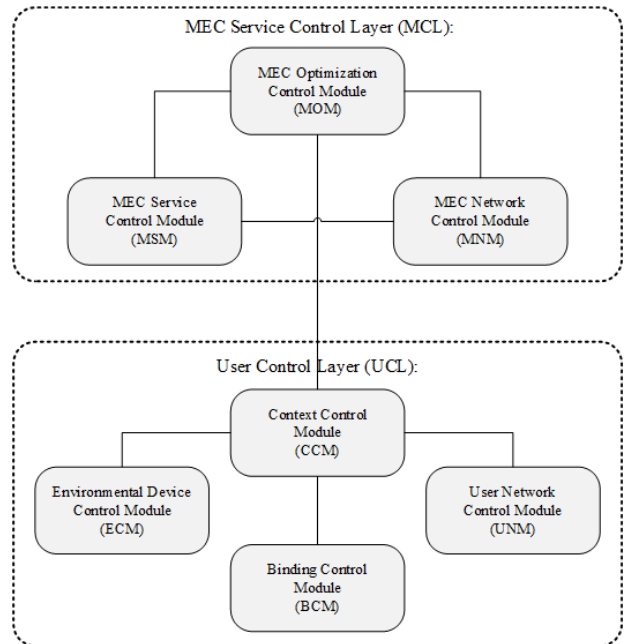 MEC Service Control Layer (MCL):
MEC Optimization
Control Module
(MOM)
MEC Service
Control Module
(MSM)
MEC Network
Control Module
(MNM)
User Control Layer (UCL):
Context Control
Module
(CCM)
Environmental Device
Control Module
(ECM)
User Network
Control Module
(UNM)
Binding Control
Module
(BCM)